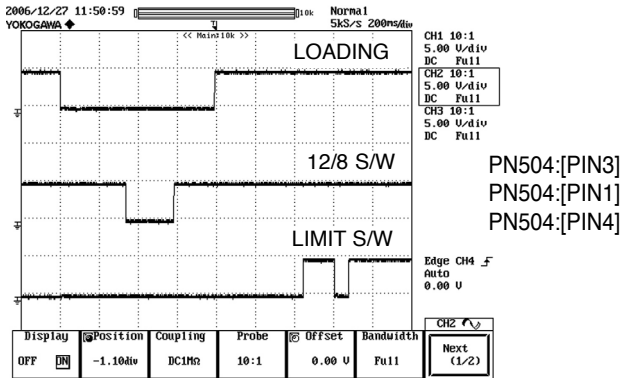 2006/12/27 11:50:59 10k Normal
YOKOGAWA 5kS/s 200ms/div
<< Main:10k >>
CH1 10:1
5.00 V/div
DC Full
CH2 10:1
5.00 V/div
DC Full
CH3 10:1
5.00 V/div
DC Full
LOADING
12/8 S/W
LIMIT S/W
PN504:[PIN3]
PN504:[PIN1]
PN504:[PIN4]
Edge CH4
Auto
0.00 V
CH2
Display Position Coupling Probe Offset Bandwidth
OFF ON -1.10div DC1MΩ 10:1 0.00 V Full
Next
(1/2)